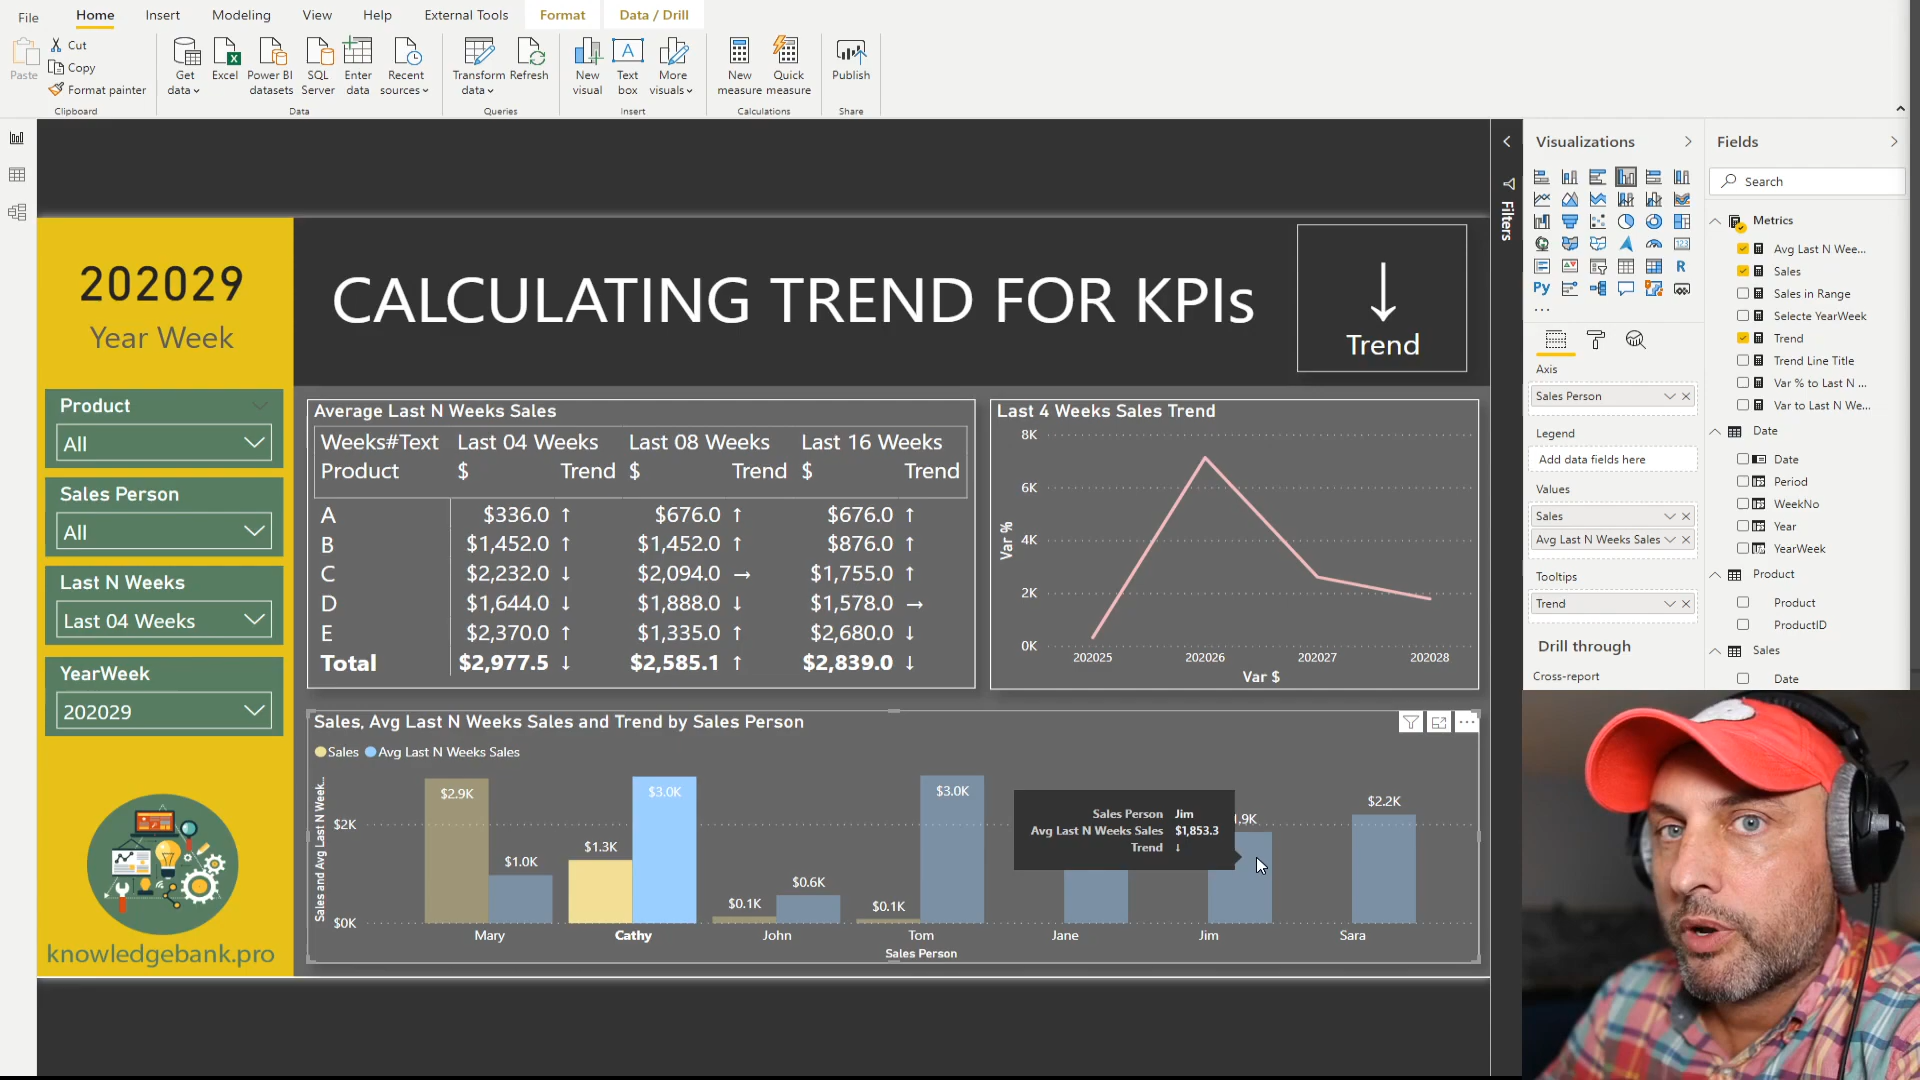 File Home Insert Modeling View Help External Tools Format Data / Drill
Paste
Cut
Copy
Format painter
Clipboard
Get data
Excel
Power BI datasets
SQL Server
Enter data
Recent sources
Data
Transform data
Refresh
Queries
New visual
Text box
More visuals
Insert
New measure
Quick measure
Calculations
Publish
Share
202029
Year Week
Product
All
Sales Person
All
Last N Weeks
Last 04 Weeks
YearWeek
202029
knowledgebank.pro
CALCULATING TREND FOR KPIs
↓
Trend
Average Last N Weeks Sales
Weeks#Text Last 04 Weeks Last 08 Weeks Last 16 Weeks
Product $ Trend $ Trend $ Trend
A $336.0 ↑ $676.0 ↑ $676.0 ↑
B $1,452.0 ↑ $1,452.0 ↑ $876.0 ↑
C $2,232.0 ↓ $2,094.0 → $1,755.0 ↑
D $1,644.0 ↓ $1,888.0 ↓ $1,578.0 →
E $2,370.0 ↑ $1,335.0 ↑ $2,680.0 ↓
Total $2,977.5 ↓ $2,585.1 ↑ $2,839.0 ↓
Last 4 Weeks Sales Trend
8K
6K
4K
2K
0K
Var %
202025 202026 202027 202028
Var $
Sales, Avg Last N Weeks Sales and Trend by Sales Person
Sales Avg Last N Weeks Sales
Sales and Avg Last N Week...
$2K
$0K
$2.9K $1.0K $1.3K $3.0K $0.1K $0.6K $0.1K $3.0K 1.9K $2.2K
Sales Person Jim
Avg Last N Weeks Sales $1,853.3
Trend ↓
Mary Cathy John Tom Jane Jim Sara
Sales Person
Filters
Visualizations
R
Py
123
...
Axis
Sales Person
Legend
Add data fields here
Values
Sales
Avg Last N Weeks Sales
Tooltips
Trend
Drill through
Cross-report
Fields
Search
Metrics
Avg Last N Wee...
Sales
Sales in Range
Selecte YearWeek
Trend
Trend Line Title
Var % to Last N ...
Var to Last N We...
Date
Date
Period
WeekNo
Year
YearWeek
Product
Product
ProductID
Sales
Date